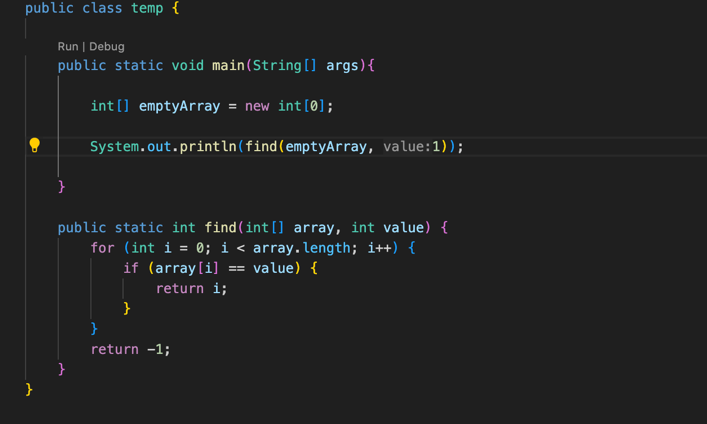 public class temp {
Run | Debug
public static void main(String[] args){
int[] emptyArray = new int[0];
System.out.println(find(emptyArray, value:1));
}
public static int find(int[] array, int value) {
for (int i = 0; i < array.length; i++) {
if (array[i] == value) {
return i;
}
}
return -1;
}
}